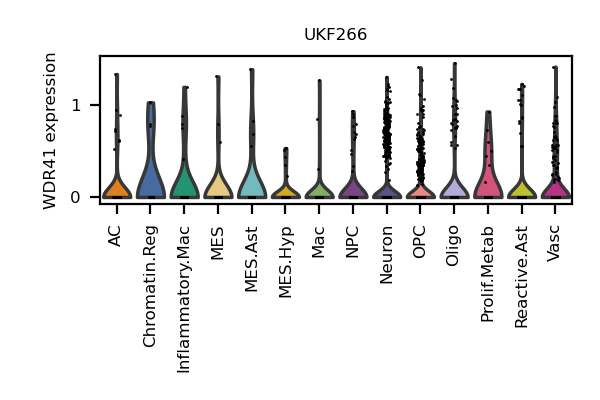 UKF266
WDR41 expression
1
0
AC
Chromatin.Reg
Inflammatory.Mac
MES
MES.Ast
MES.Hyp
Mac
NPC
Neuron
OPC
Oligo
Prolif.Metab
Reactive.Ast
Vasc